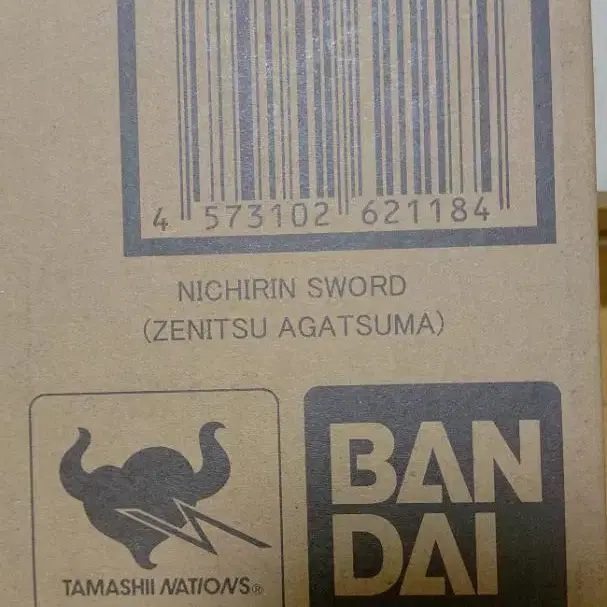 4 573102 621184
NICHIRIN SWORD
(ZENITSU AGATSUMA)
TAMASHII NATIONS®
BAN
DAI